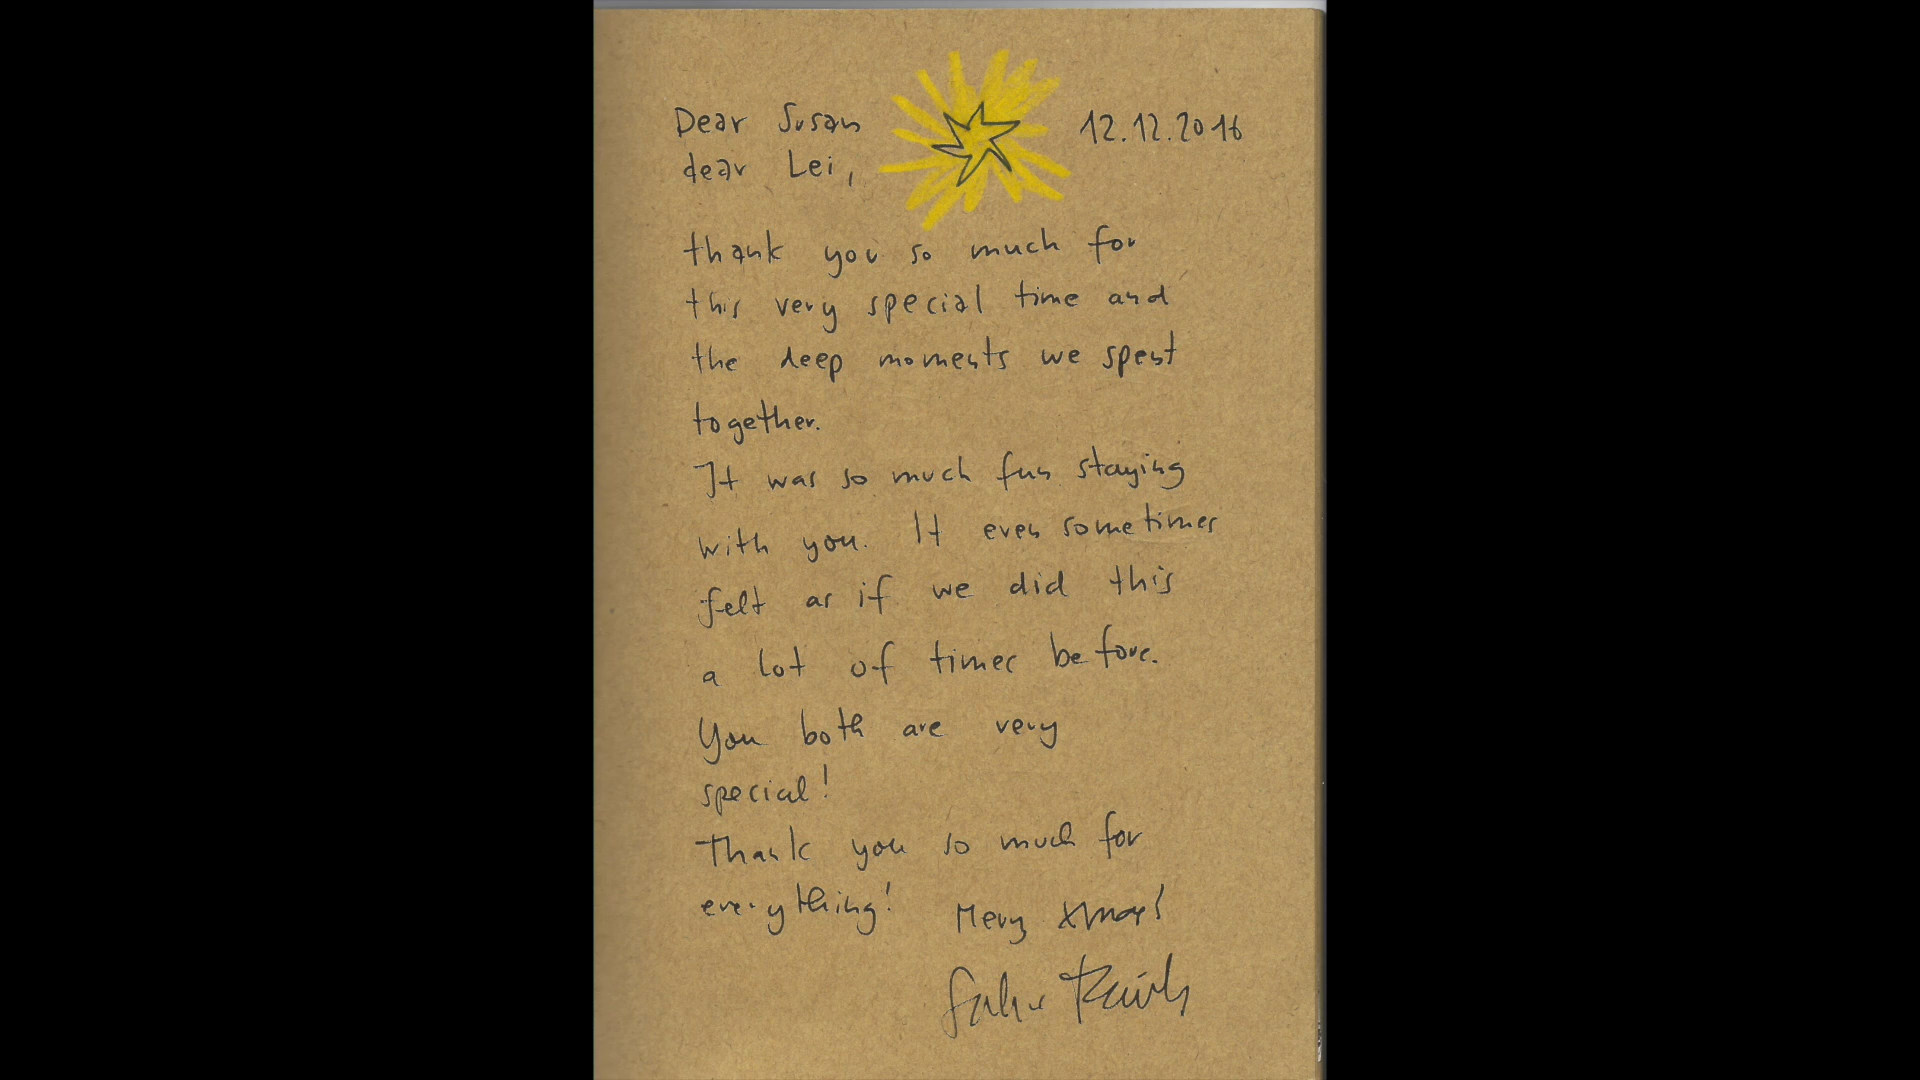 Dear Susan
dear Lei,
12.12.2016
thank you so much for
this very special time and
the deep moments we spent
together.
It was so much fun staying
with you. It even sometimes
felt as if we did this
a lot of times before.
You both are very
special!
Thank you so much for
everything! Merry Xmas!